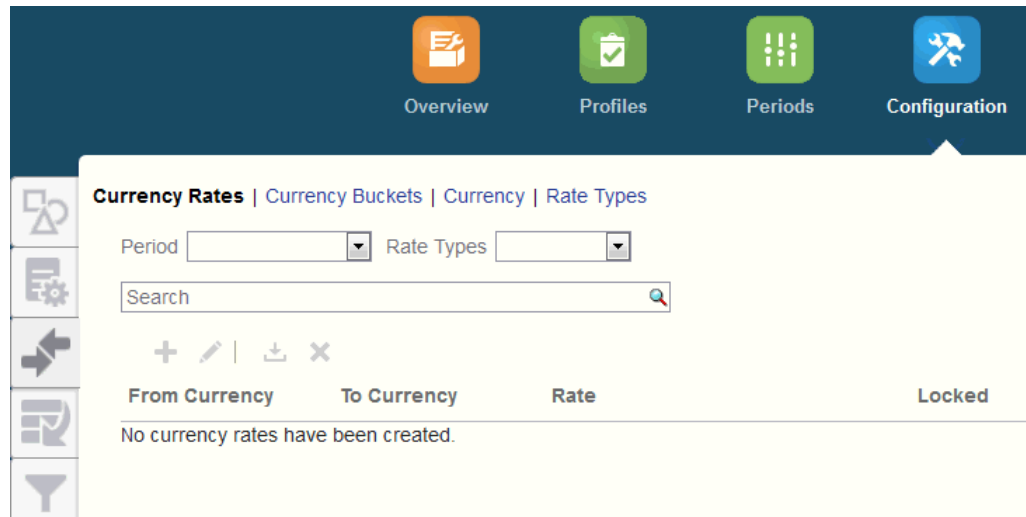 Overview Profiles Periods Configuration
Currency Rates | Currency Buckets | Currency | Rate Types
Period Rate Types
Search
From Currency To Currency Rate Locked
No currency rates have been created.